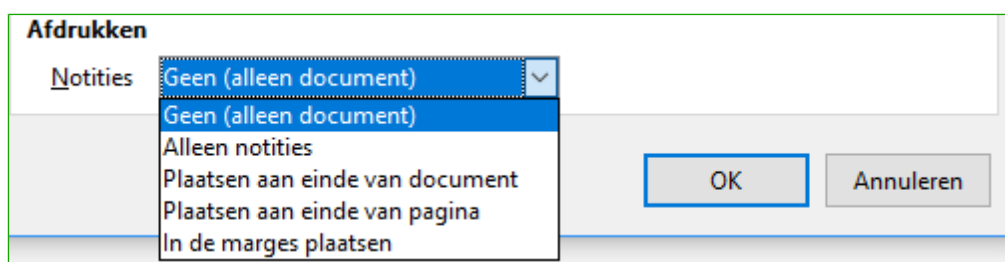 Afdrukken
Notities Geen (alleen document)
Geen (alleen document)
Alleen notities
Plaatsen aan einde van document
Plaatsen aan einde van pagina
In de marges plaatsen
OK Annuleren